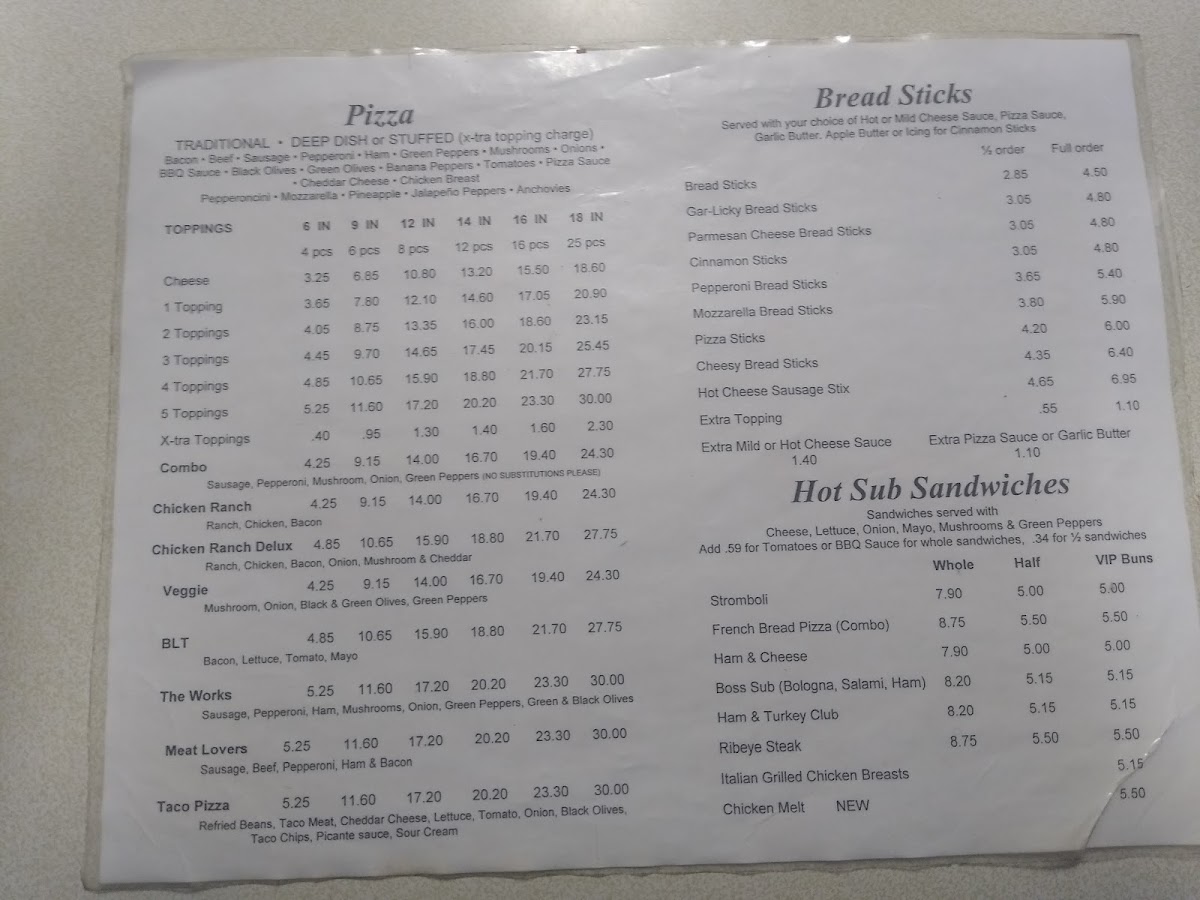 Pizza
TRADITIONAL • DEEP DISH or STUFFED (x-tra topping charge)
Bacon • Beef • Sausage • Pepperoni • Ham • Green Peppers • Mushrooms • Onions •
BBQ Sauce • Black Olives • Green Olives • Banana Peppers • Tomatoes • Pizza Sauce
• Cheddar Cheese • Chicken Breast
Pepperoncini • Mozzarella • Pineapple • Jalapeño Peppers • Anchovies
TOPPINGS 6 IN 9 IN 12 IN 14 IN 16 IN 18 IN
4 pcs 6 pcs 8 pcs 12 pcs 16 pcs 25 pcs
Cheese 3.25 6.85 10.80 13.20 15.50 18.60
1 Topping 3.65 7.80 12.10 14.60 17.05 20.90
2 Toppings 4.05 8.75 13.35 16.00 18.60 23.15
3 Toppings 4.45 9.70 14.65 17.45 20.15 25.45
4 Toppings 4.85 10.65 15.90 18.80 21.70 27.75
5 Toppings 5.25 11.60 17.20 20.20 23.30 30.00
X-tra Toppings .40 .95 1.30 1.40 1.60 2.30
Combo 4.25 9.15 14.00 16.70 19.40 24.30
Sausage, Pepperoni, Mushroom, Onion, Green Peppers (NO SUBSTITUTIONS PLEASE)
Chicken Ranch 4.25 9.15 14.00 16.70 19.40 24.30
Ranch, Chicken, Bacon
Chicken Ranch Delux 4.85 10.65 15.90 18.80 21.70 27.75
Ranch, Chicken, Bacon, Onion, Mushroom & Cheddar
Veggie 4.25 9.15 14.00 16.70 19.40 24.30
Mushroom, Onion, Black & Green Olives, Green Peppers
BLT 4.85 10.65 15.90 18.80 21.70 27.75
Bacon, Lettuce, Tomato, Mayo
The Works 5.25 11.60 17.20 20.20 23.30 30.00
Sausage, Pepperoni, Ham, Mushrooms, Onion, Green Peppers, Green & Black Olives
Meat Lovers 5.25 11.60 17.20 20.20 23.30 30.00
Sausage, Beef, Pepperoni, Ham & Bacon
Taco Pizza 5.25 11.60 17.20 20.20 23.30 30.00
Refried Beans, Taco Meat, Cheddar Cheese, Lettuce, Tomato, Onion, Black Olives,
Taco Chips, Picante sauce, Sour Cream
Bread Sticks
Served with your choice of Hot or Mild Cheese Sauce, Pizza Sauce,
Garlic Butter, Apple Butter or Icing for Cinnamon Sticks
½ order Full order
Bread Sticks 2.85 4.50
Gar-Licky Bread Sticks 3.05 4.80
Parmesan Cheese Bread Sticks 3.05 4.80
Cinnamon Sticks 3.05 4.80
Pepperoni Bread Sticks 3.65 5.40
Mozzarella Bread Sticks 3.80 5.90
Pizza Sticks 4.20 6.00
Cheesy Bread Sticks 4.35 6.40
Hot Cheese Sausage Stix 4.65 6.95
Extra Topping .55 1.10
Extra Mild or Hot Cheese Sauce Extra Pizza Sauce or Garlic Butter
1.40 1.10
Hot Sub Sandwiches
Sandwiches served with
Cheese, Lettuce, Onion, Mayo, Mushrooms & Green Peppers
Add .59 for Tomatoes or BBQ Sauce for whole sandwiches, .34 for ½ sandwiches
Whole Half VIP Buns
Stromboli 7.90 5.00 5.00
French Bread Pizza (Combo) 8.75 5.50 5.50
Ham & Cheese 7.90 5.00 5.00
Boss Sub (Bologna, Salami, Ham) 8.20 5.15 5.15
Ham & Turkey Club 8.20 5.15 5.15
Ribeye Steak 8.75 5.50 5.50
Italian Grilled Chicken Breasts 5.15
Chicken Melt NEW 5.50